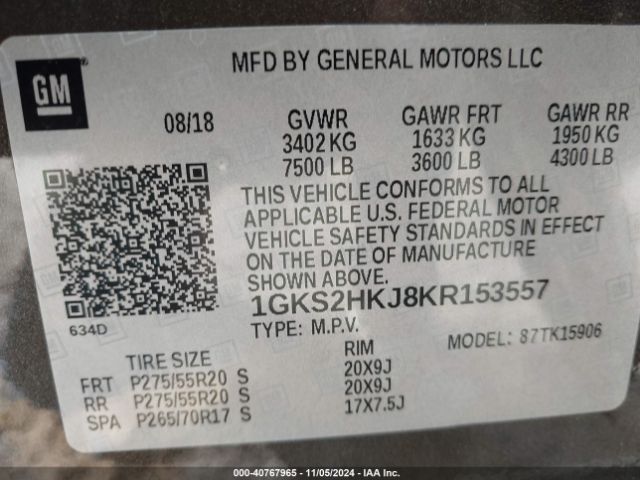 GM
MFD BY GENERAL MOTORS LLC
08/18 GVWR GAWR FRT GAWR RR
3402 KG 1633 KG 1950 KG
7500 LB 3600 LB 4300 LB
THIS VEHICLE CONFORMS TO ALL
APPLICABLE U.S. FEDERAL MOTOR
VEHICLE SAFETY STANDARDS IN EFFECT
ON THE DATE OF MANUFACTURE
SHOWN ABOVE.
634D
1GKS2HKJ8KR153557
TYPE: M.P.V. MODEL: 87TK15906
TIRE SIZE RIM
FRT P275/55R20 S 20X9J
RR P275/55R20 S 20X9J
SPA P265/70R17 S 17X7.5J
000-40767965 - 11/05/2024 - IAA Inc.